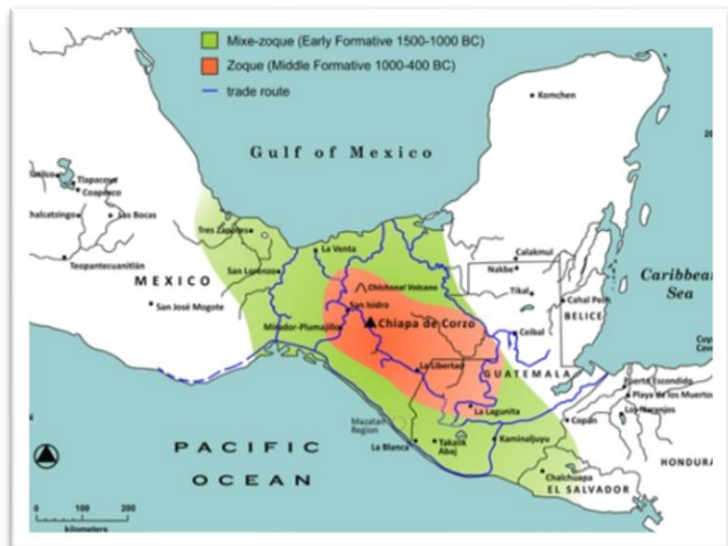 Mixe-zoque (Early Formative 1500-1000 BC)
Zoque (Middle Formative 1000-400 BC)
trade route
Komchen
Gulf of Mexico
Tlapacoya
Coapexco
Las Bocas
Tres Zapotes
Teopantecuanitlán
MEXICO
La Venta
San Lorenzo
San José Mogote
Chichonal Volcano
San Isidro
Mirador-Plumajillo
Chiapa de Corzo
Calakmul
Nakbe
Tikal
Caribbean
Sea
Cahal Pech
BELICE
Ceibal
La Libertad
GUATEMALA
Puerto Escondido
Playa de los Muertos
Los Naranjos
La Lagunita
Copán
Mazatan
Region
La Blanca
Takalik
Abaj
Kaminaljuyu
HONDURA
PACIFIC
OCEAN
Chalchuapa
EL SALVADOR
0 100 200
kilometers